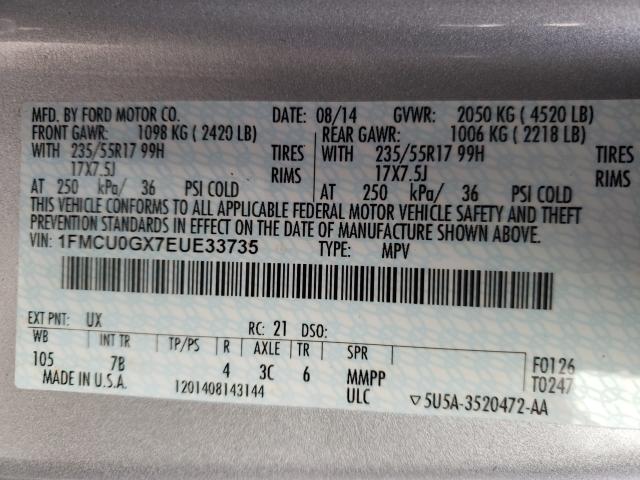 MFD. BY FORD MOTOR CO. DATE: 08/14 GVWR: 2050 KG ( 4520 LB)
FRONT GAWR: 1098 KG ( 2420 LB) REAR GAWR: 1006 KG ( 2218 LB)
WITH 235/55R17 99H TIRES WITH 235/55R17 99H TIRES
17X7.5J RIMS 17X7.5J RIMS
AT 250 kPa/ 36 PSI COLD AT 250 kPa/ 36 PSI COLD
THIS VEHICLE CONFORMS TO ALL APPLICABLE FEDERAL MOTOR VEHICLE SAFETY AND THEFT
PREVENTION STANDARDS IN EFFECT ON THE DATE OF MANUFACTURE SHOWN ABOVE.
VIN: 1FMCU0GX7EUE33735 TYPE: MPV
EXT PNT: UX RC: 21 DSO:
WB INT TR TP/PS R AXLE TR SPR
105 7B 4 3C 6 MMPP F0126
MADE IN U.S.A. 1201408143144 ULC T0247
▽5U5A-3520472-AA